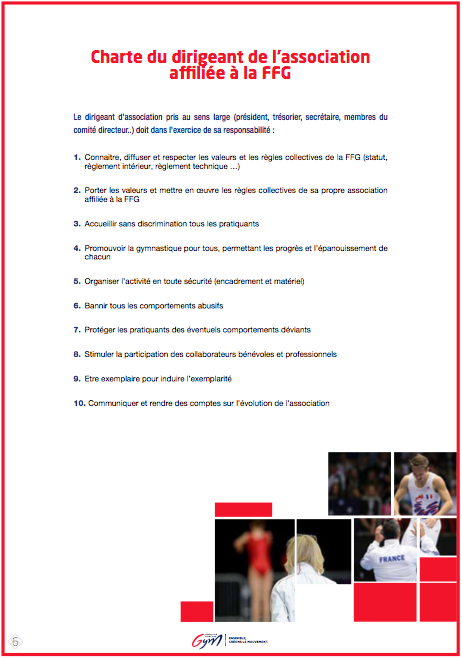 Charte du dirigeant de l'association
affiliée à la FFG
Le dirigeant d'association pris au sens large (président, trésorier, secrétaire, membres du
comité directeur..) doit dans l'exercice de sa responsabilité :
1. Connaitre, diffuser et respecter les valeurs et les règles collectives de la FFG (statut,
règlement intérieur, règlement technique ...)
2. Porter les valeurs et mettre en œuvre les règles collectives de sa propre association
affiliée à la FFG
3. Accueillir sans discrimination tous les pratiquants
4. Promouvoir la gymnastique pour tous, permettant les progrès et l'épanouissement de
chacun
5. Organiser l'activité en toute sécurité (encadrement et matériel)
6. Bannir tous les comportements abusifs
7. Protéger les pratiquants des éventuels comportements déviants
8. Stimuler la participation des collaborateurs bénévoles et professionnels
9. Etre exemplaire pour induire l'exemplarité
10. Communiquer et rendre des comptes sur l'évolution de l'association
FRANCE
6
Gym
ENSEMBLE,
CRÉONS LE MOUVEMENT